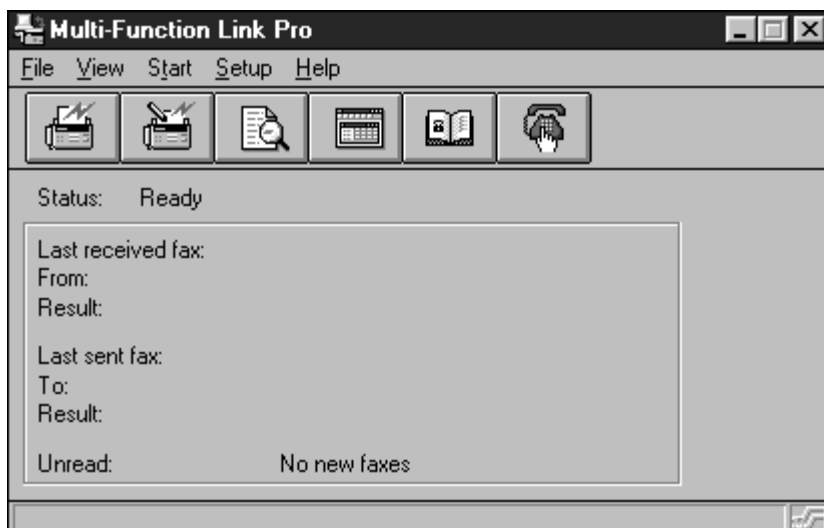 Multi-Function Link Pro
File View Start Setup Help
Status: Ready
Last received fax:
From:
Result:
Last sent fax:
To:
Result:
Unread: No new faxes